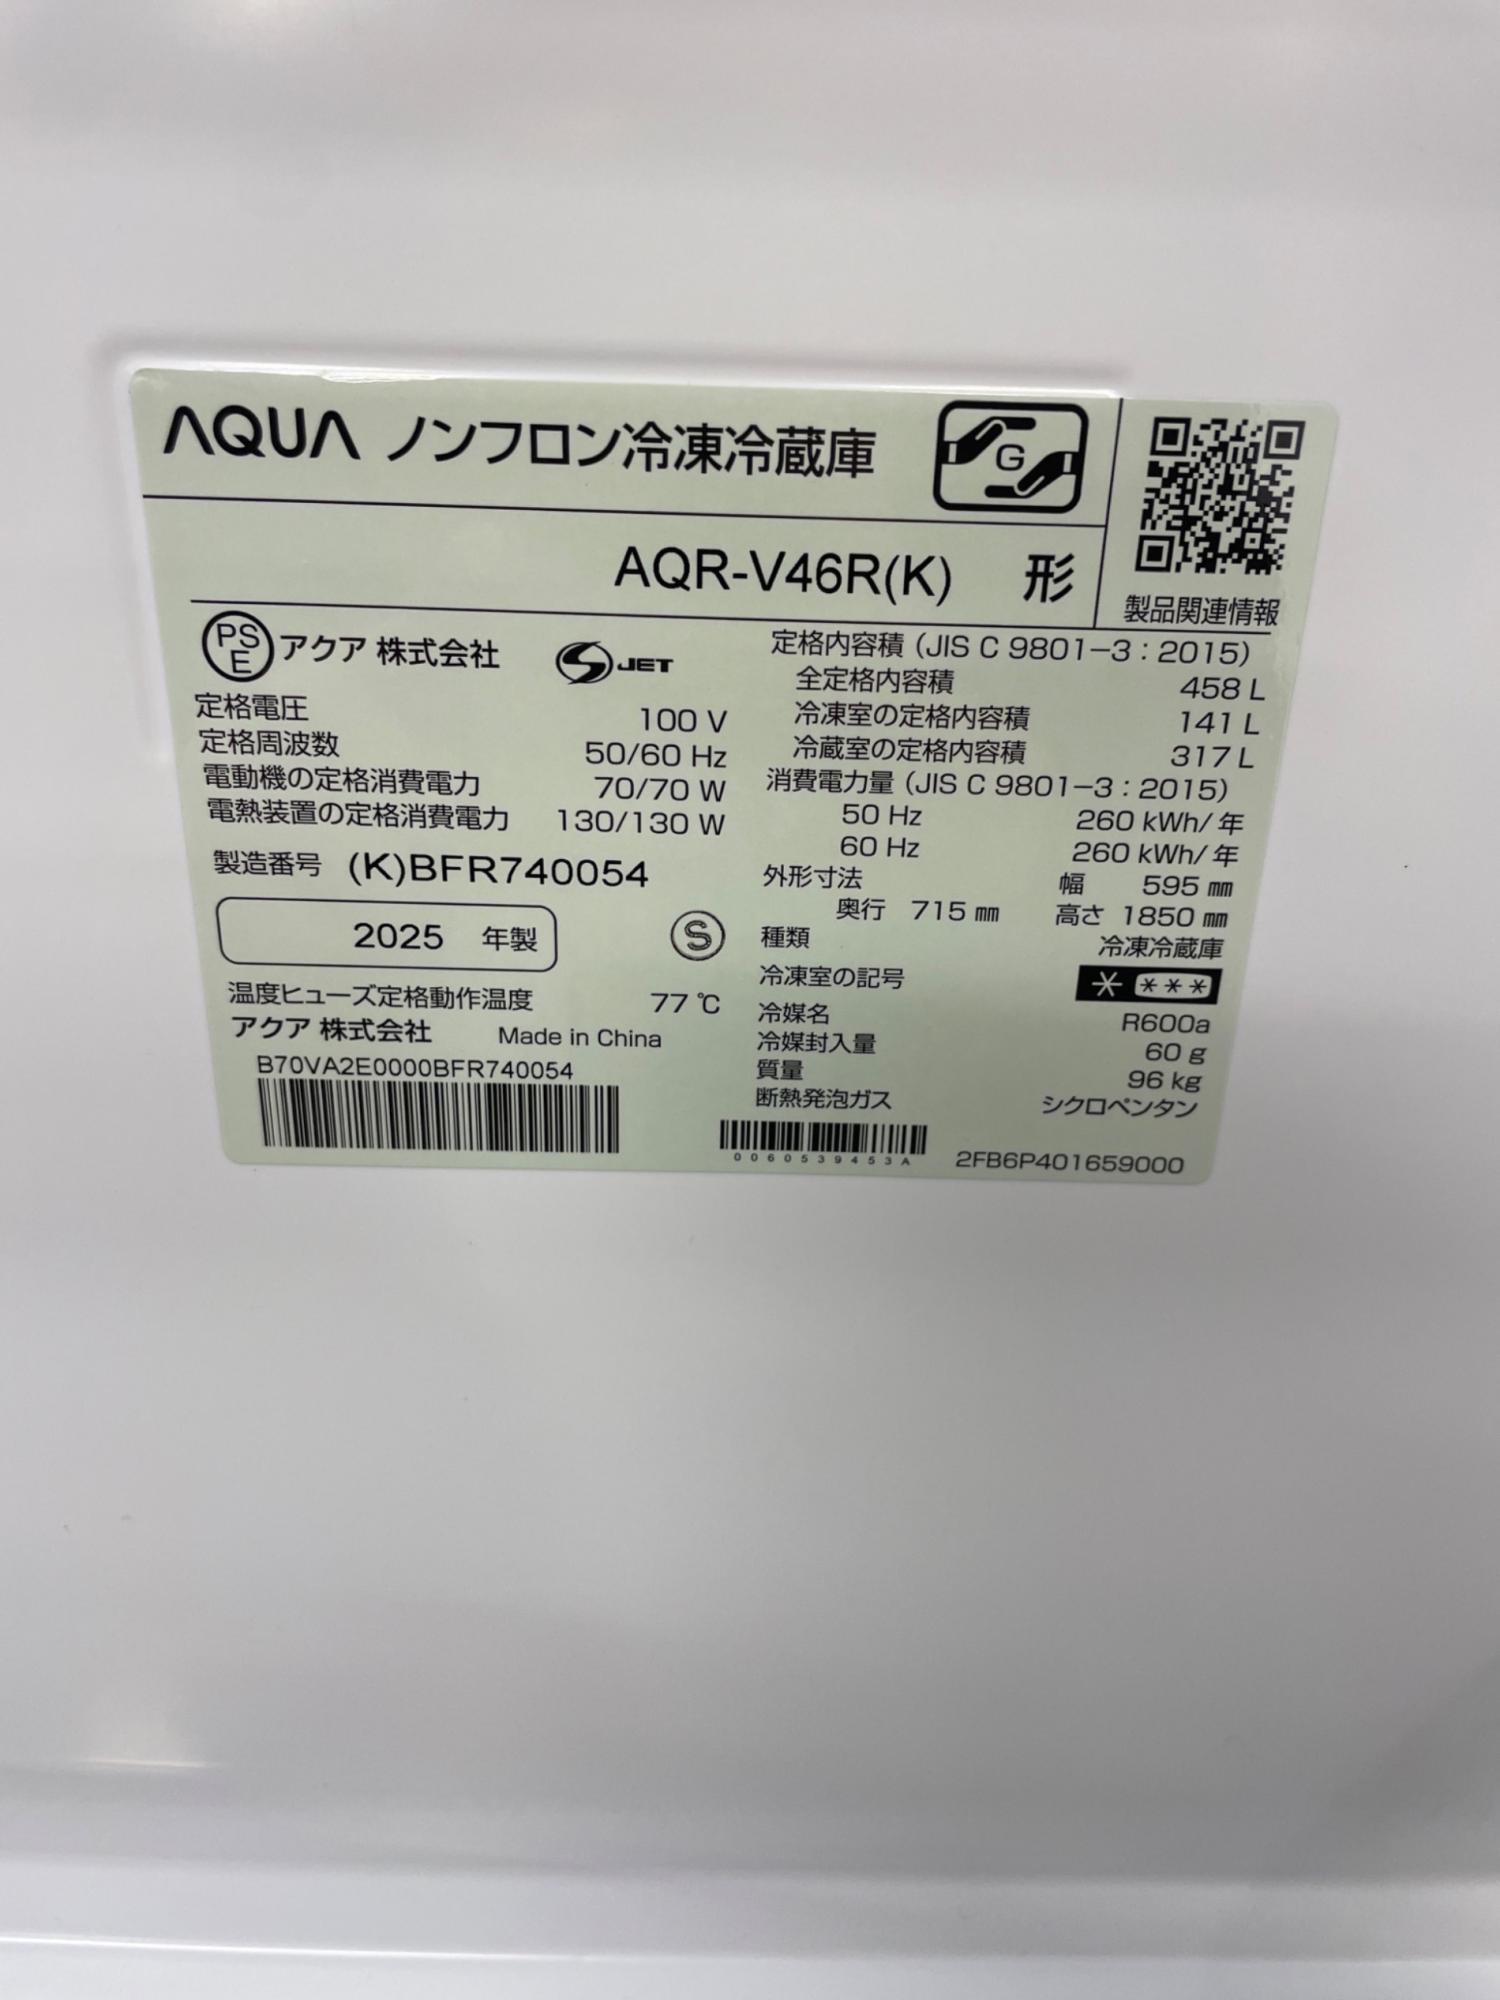 AQUA ノンフロン冷凍冷蔵庫
G
AQR-V46R(K) 形
製品関連情報
PSE アクア 株式会社 S JET
定格電圧 100 V
定格周波数 50/60 Hz
電動機の定格消費電力 70/70 W
電熱装置の定格消費電力 130/130 W
製造番号 (K)BFR740054
2025 年製
S
温度ヒューズ定格動作温度 77 ℃
アクア 株式会社 Made in China
B70VA2E0000BFR740054
定格内容積 (JIS C 9801-3 : 2015)
全定格内容積 458 L
冷凍室の定格内容積 141 L
冷蔵室の定格内容積 317 L
消費電力量 (JIS C 9801-3 : 2015)
50 Hz 260 kWh/年
60 Hz 260 kWh/年
外形寸法 幅 595 ㎜
奥行 715 ㎜ 高さ 1850 ㎜
種類 冷凍冷蔵庫
冷凍室の記号 * ***
冷媒名 R600a
冷媒封入量 60 g
質量 96 kg
断熱発泡ガス シクロペンタン
0060539453A 2FB6P401659000